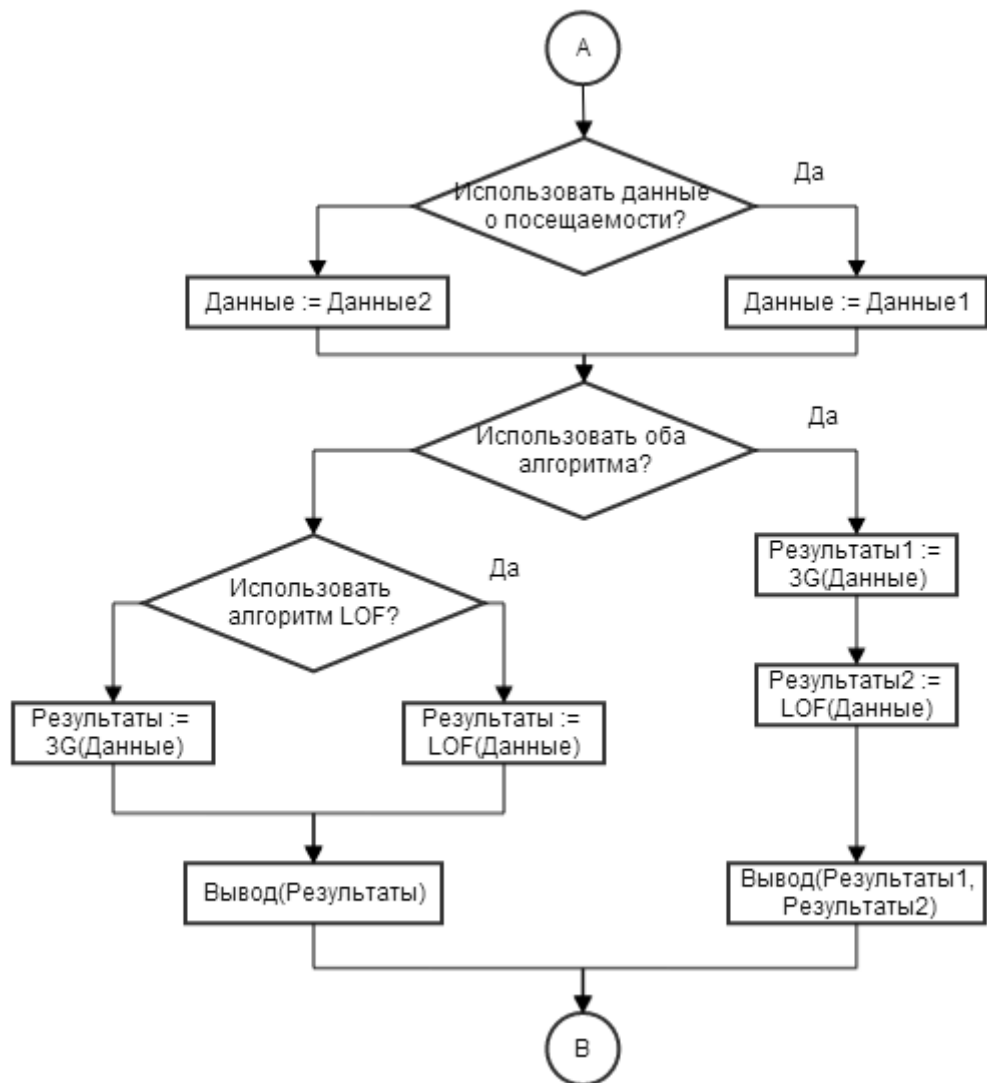 A
Использовать данные
о посещаемости?
Да
Данные := Данные2
Данные := Данные1
Использовать оба
алгоритма?
Да
Использовать
алгоритм LOF?
Да
Результаты1 :=
3G(Данные)
Результаты2 :=
LOF(Данные)
Результаты :=
3G(Данные)
Результаты :=
LOF(Данные)
Вывод(Результаты)
Вывод(Результаты1,
Результаты2)
B